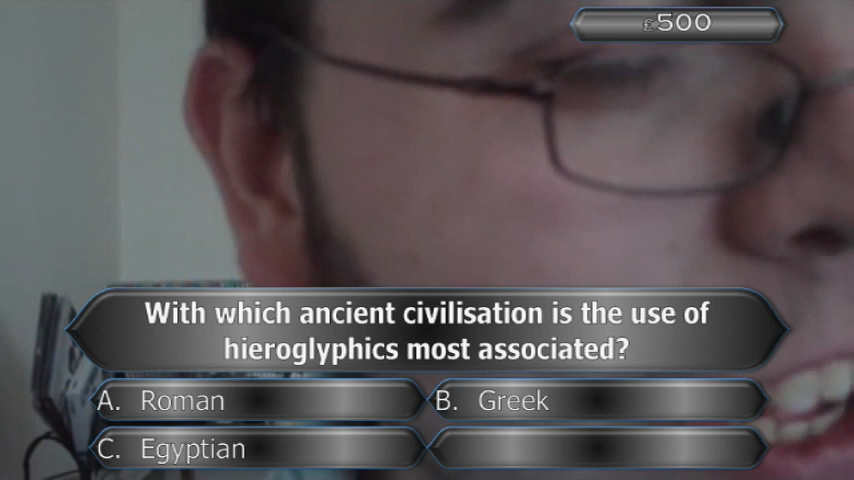 £500
With which ancient civilisation is the use of
hieroglyphics most associated?
A. Roman
B. Greek
C. Egyptian